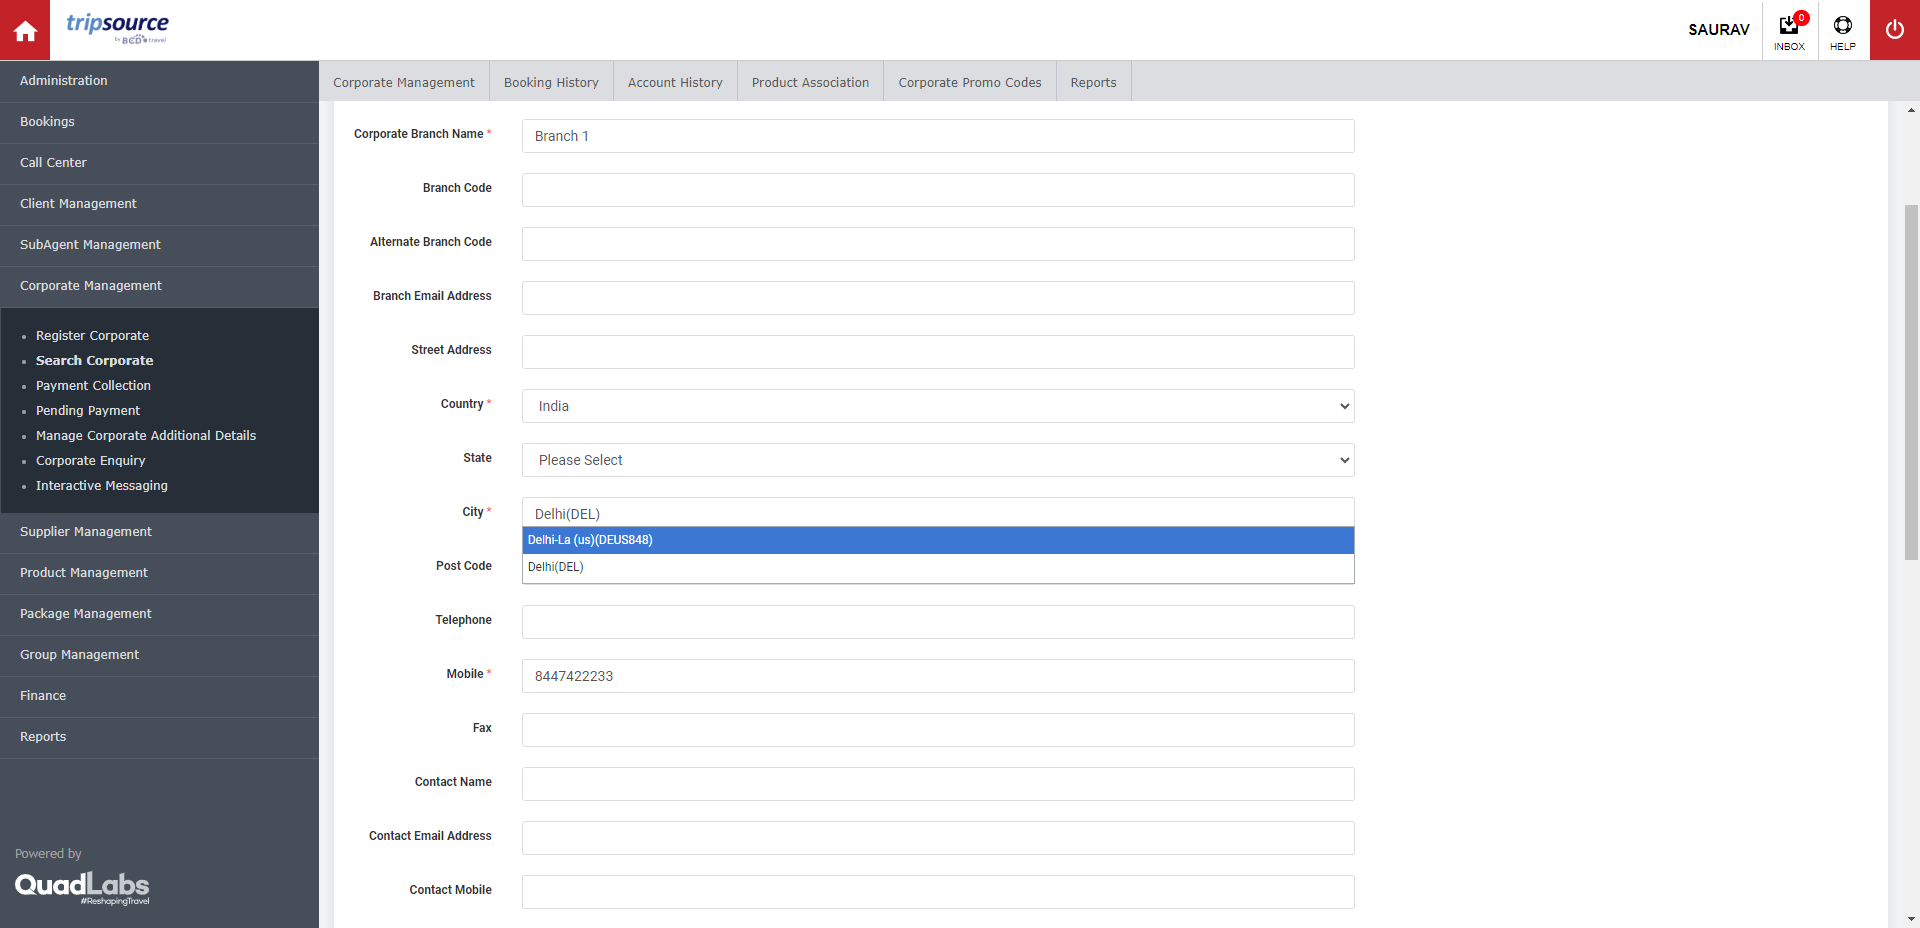 tripsource
by BCD travel
SAURAV
0
INBOX
HELP
Administration
Bookings
Call Center
Client Management
SubAgent Management
Corporate Management
Register Corporate
Search Corporate
Payment Collection
Pending Payment
Manage Corporate Additional Details
Corporate Enquiry
Interactive Messaging
Supplier Management
Product Management
Package Management
Group Management
Finance
Reports
Powered by
QuadLabs
#ReshapingTravel
Corporate Management
Booking History
Account History
Product Association
Corporate Promo Codes
Reports
Corporate Branch Name *
Branch 1
Branch Code
Alternate Branch Code
Branch Email Address
Street Address
Country *
India
State
Please Select
City *
Delhi(DEL)
Delhi-La (us)(DEUS848)
Delhi(DEL)
Post Code
Telephone
Mobile *
8447422233
Fax
Contact Name
Contact Email Address
Contact Mobile